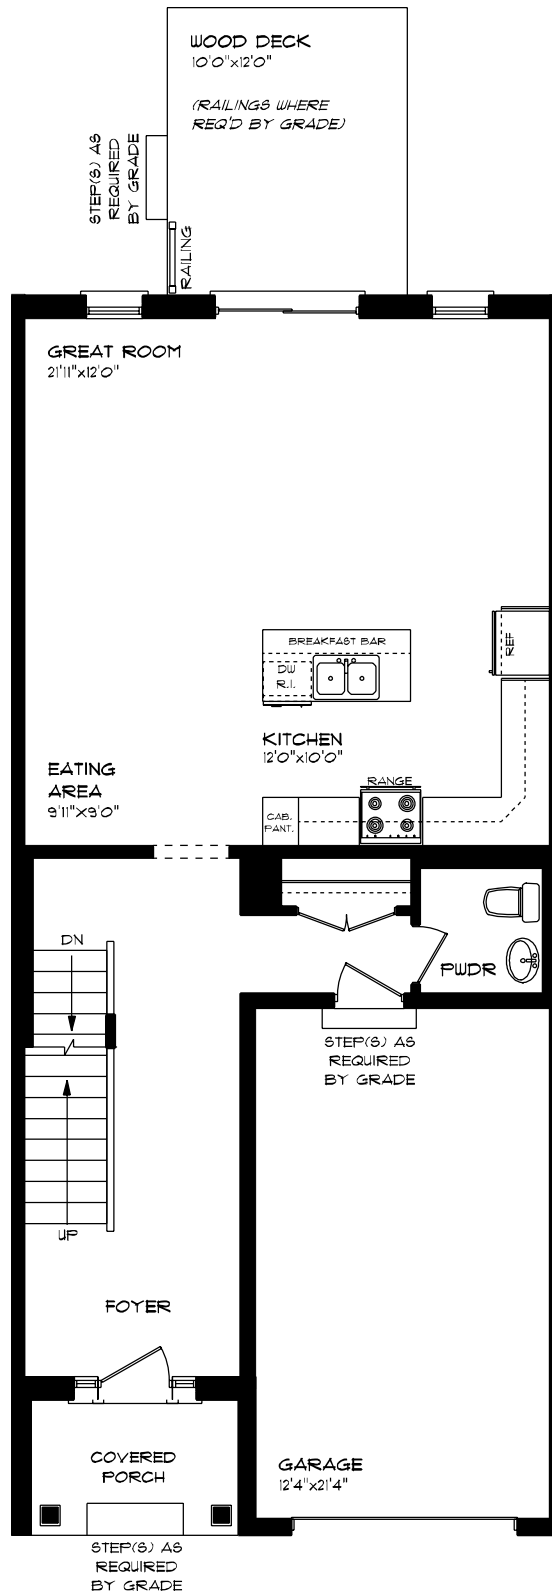 WOOD DECK
10'0"x12'0"
(RAILINGS WHERE
REQ'D BY GRADE)
STEP(S) AS
REQUIRED
BY GRADE
RAILING
GREAT ROOM
21'11"x12'0"
BREAKFAST BAR
DW
R.I.
REF
KITCHEN
12'0"x10'0"
EATING
AREA
9'11"x9'0"
RANGE
CAB.
PANT.
DN
PWDR
STEP(S) AS
REQUIRED
BY GRADE
UP
FOYER
COVERED
PORCH
GARAGE
12'4"x21'4"
STEP(S) AS
REQUIRED
BY GRADE